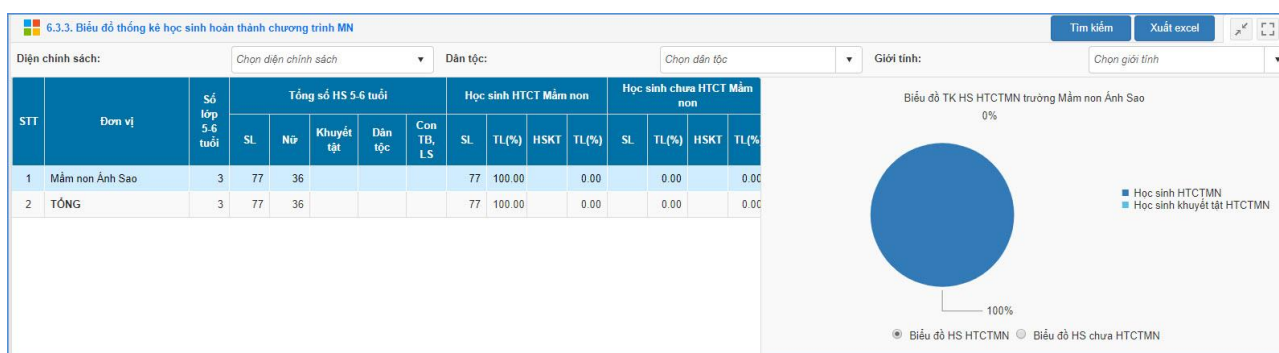 6.3.3. Biểu đồ thống kê học sinh hoàn thành chương trình MN
Tìm kiếm Xuất excel
Diện chính sách: Chọn diện chính sách Dân tộc: Chọn dân tộc Giới tính: Chọn giới tính
STT Đơn vị Số lớp 5-6 tuổi Tổng số HS 5-6 tuổi Học sinh HTCT Mầm non Học sinh chưa HTCT Mầm non
SL Nữ Khuyết tật Dân tộc Con TB, LS SL TL(%) HSKT TL(%) SL TL(%) HSKT TL(%
1 Mầm non Ánh Sao 3 77 36 77 100.00 0.00 0.00 0.00
2 TỔNG 3 77 36 77 100.00 0.00 0.00 0.00
Biểu đồ TK HS HTCTMN trường Mầm non Ánh Sao
0%
Học sinh HTCTMN
Học sinh khuyết tật HTCTMN
100%
Biểu đồ HS HTCTMN Biểu đồ HS chưa HTCTMN